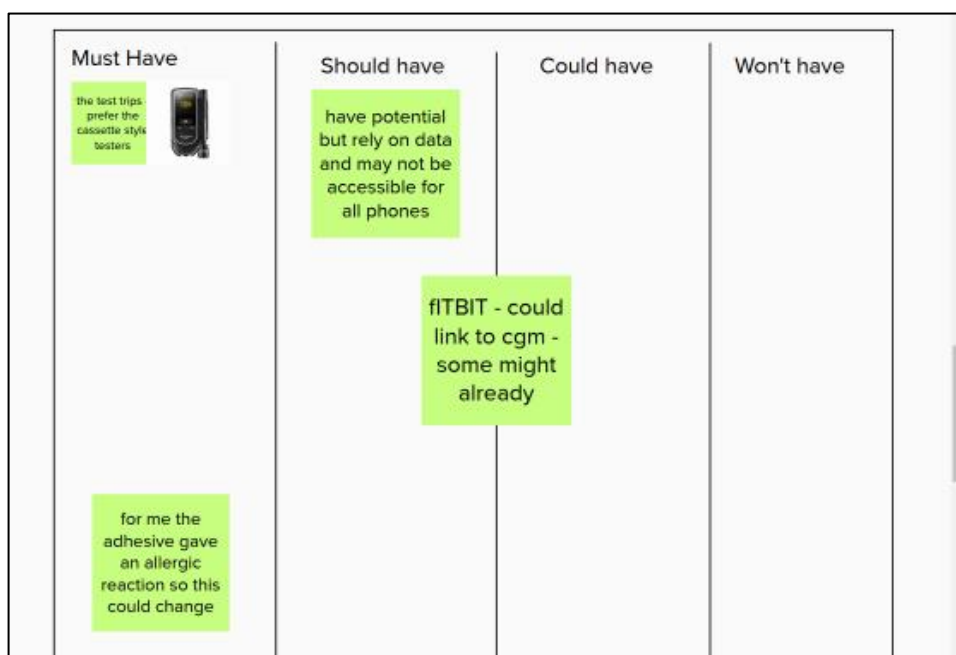 Must Have
Should have
Could have
Won't have
the test trips -
prefer the
cassette style
testers
have potential
but rely on data
and may not be
accessible for
all phones
fITBIT - could
link to cgm -
some might
already
for me the
adhesive gave
an allergic
reaction so this
could change